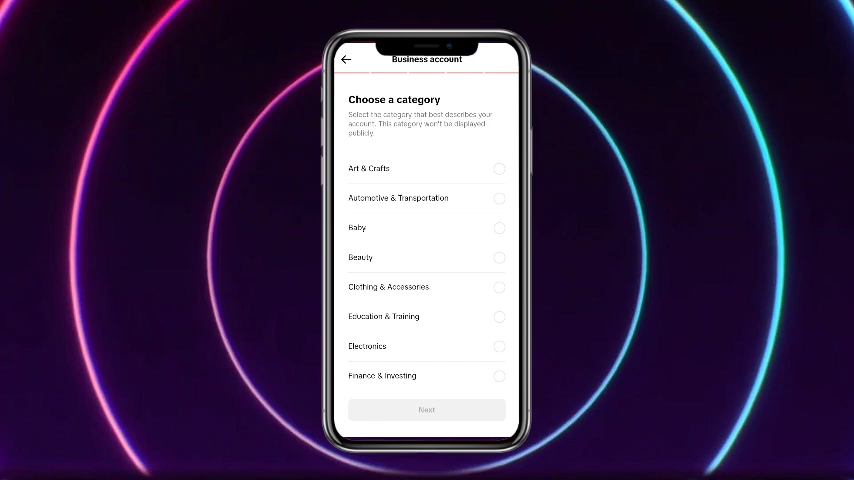 Business account
Choose a category
Select the category that best describes your
account. This category won't be displayed
publicly.
Art & Crafts
Automotive & Transportation
Baby
Beauty
Clothing & Accessories
Education & Training
Electronics
Finance & Investing
Next